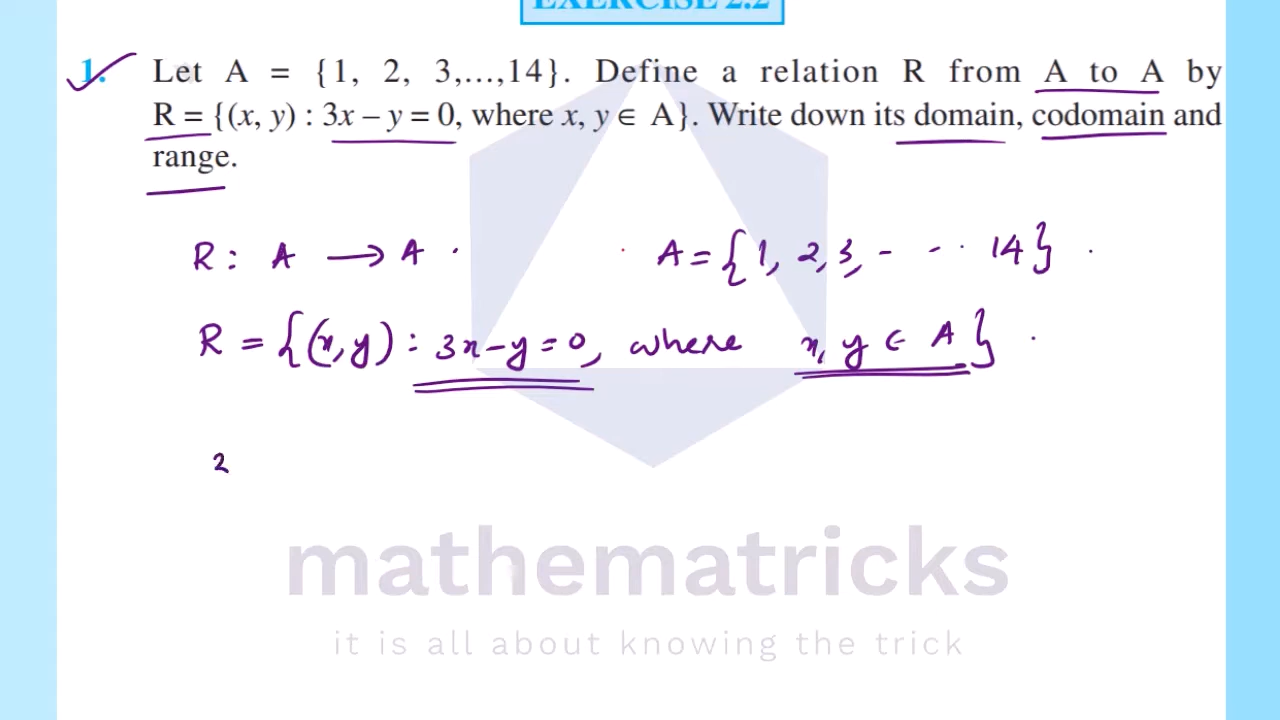 EXERCISE 2.2
1. Let A = {1, 2, 3,...,14}. Define a relation R from A to A by
R = {(x, y) : 3x – y = 0, where x, y ∈ A}. Write down its domain, codomain and
range.
R : A → A . A = {1, 2, 3, - - · 14} .
R = {(x, y) : 3x - y = 0, where x, y ∈ A} .
2
mathematricks
it is all about knowing the trick